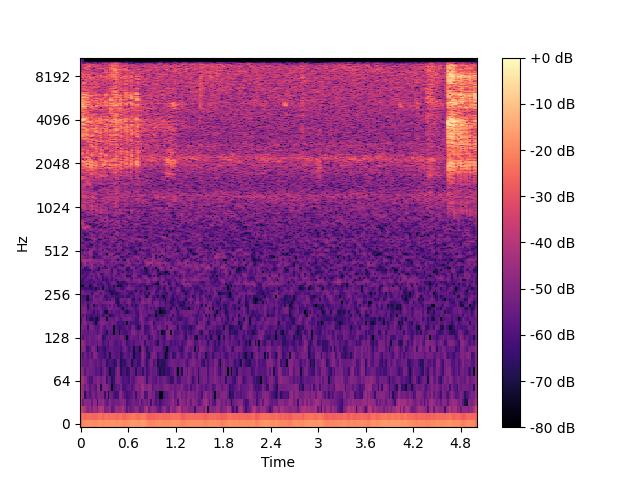 8192
4096
2048
1024
512
256
128
64
0
Hz
0 0.6 1.2 1.8 2.4 3 3.6 4.2 4.8
Time
+0 dB
-10 dB
-20 dB
-30 dB
-40 dB
-50 dB
-60 dB
-70 dB
-80 dB